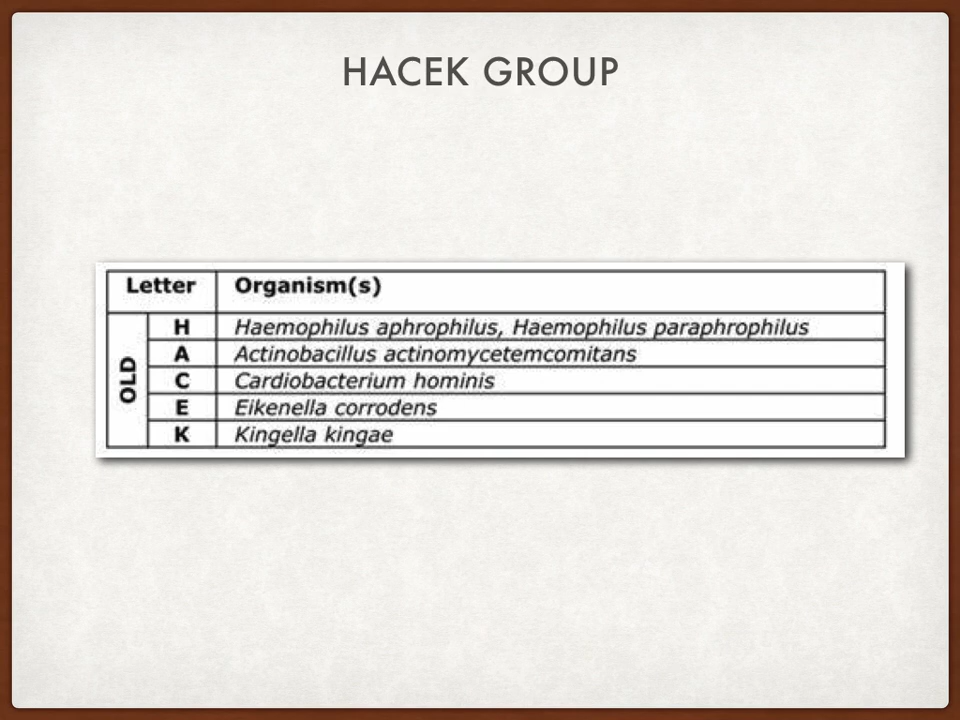 HACEK GROUP
Letter Organism(s)
OLD
H Haemophilus aphrophilus, Haemophilus paraphrophilus
A Actinobacillus actinomycetemcomitans
C Cardiobacterium hominis
E Eikenella corrodens
K Kingella kingae